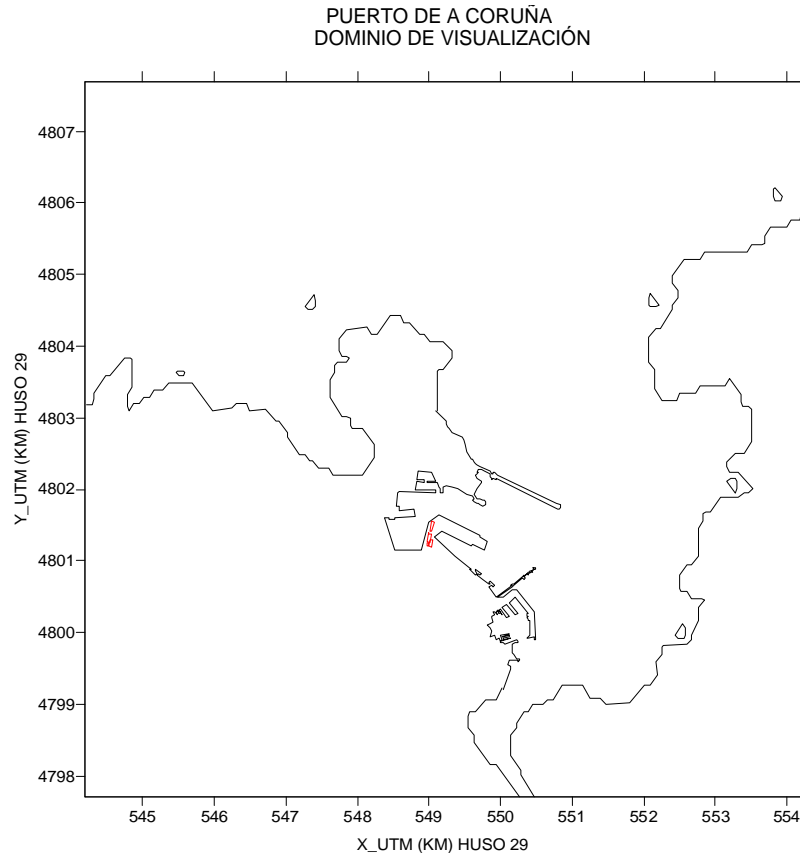 PUERTO DE A CORUÑA
DOMINIO DE VISUALIZACIÓN
4807
4806
4805
4804
4803
4802
4801
4800
4799
4798
Y_UTM (KM) HUSO 29
545 546 547 548 549 550 551 552 553 554
X_UTM (KM) HUSO 29